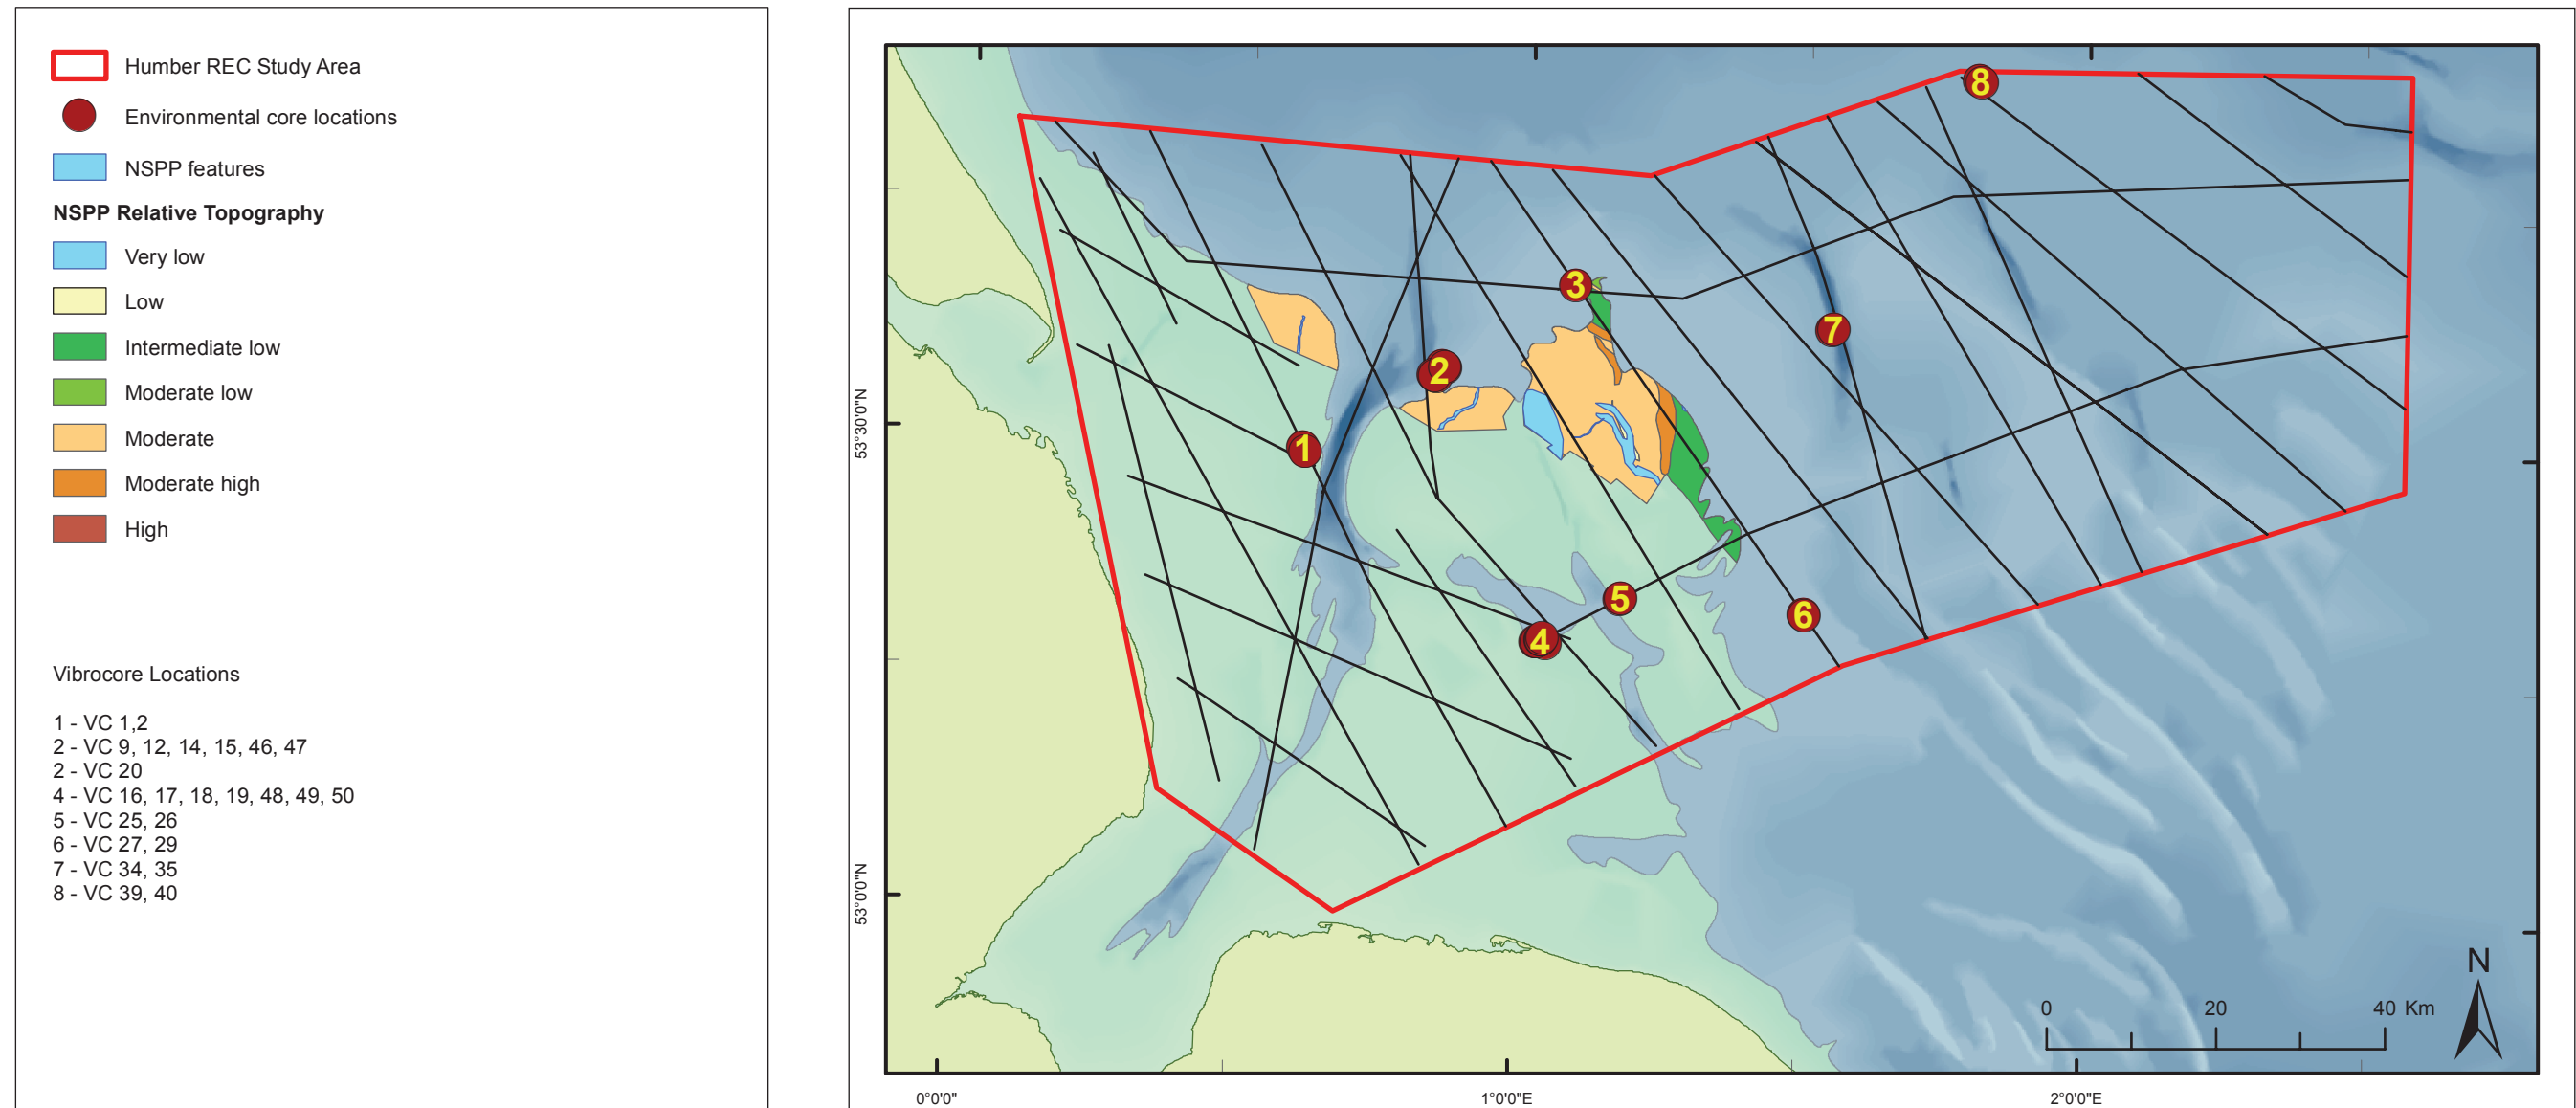 Humber REC Study Area
Environmental core locations
NSPP features
NSPP Relative Topography
Very low
Low
Intermediate low
Moderate low
Moderate
Moderate high
High
Vibrocore Locations
1 - VC 1,2
2 - VC 9, 12, 14, 15, 46, 47
2 - VC 20
4 - VC 16, 17, 18, 19, 48, 49, 50
5 - VC 25, 26
6 - VC 27, 29
7 - VC 34, 35
8 - VC 39, 40
8
3
7
2
1
5
6
4
53°30'0"N
53°0'0"N
N
0 20 40 Km
0°0'0" 1°0'0"E 2°0'0"E